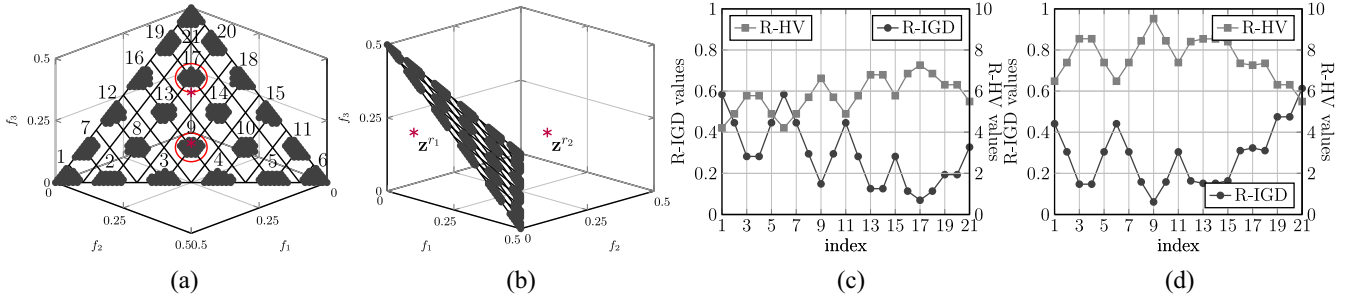 0.5
0.25
0
f₃
19 20
21
16 17 18
12 13 14 15
7 8 9 10 11
1 2 3 4 5 6
0 0
0.25 0.25
0.50.5
f₂ f₁
(a)
0.5
0.25
0
f₃
z^{r₁} z^{r₂}
0 0.5
0.25 0.25
0.5 0
f₁ f₂
(b)
1 10
0.8 8
0.6 6
0.4 4
0.2 2
0 0
R-IGD values
R-HV values
R-HV R-IGD
1 3 5 7 9 11 13 15 17 19 21
index
(c)
1 10
0.8 8
0.6 6
0.4 4
0.2 2
0 0
R-IGD values
R-HV values
R-HV
R-IGD
1 3 5 7 9 11 13 15 17 19 21
index
(d)